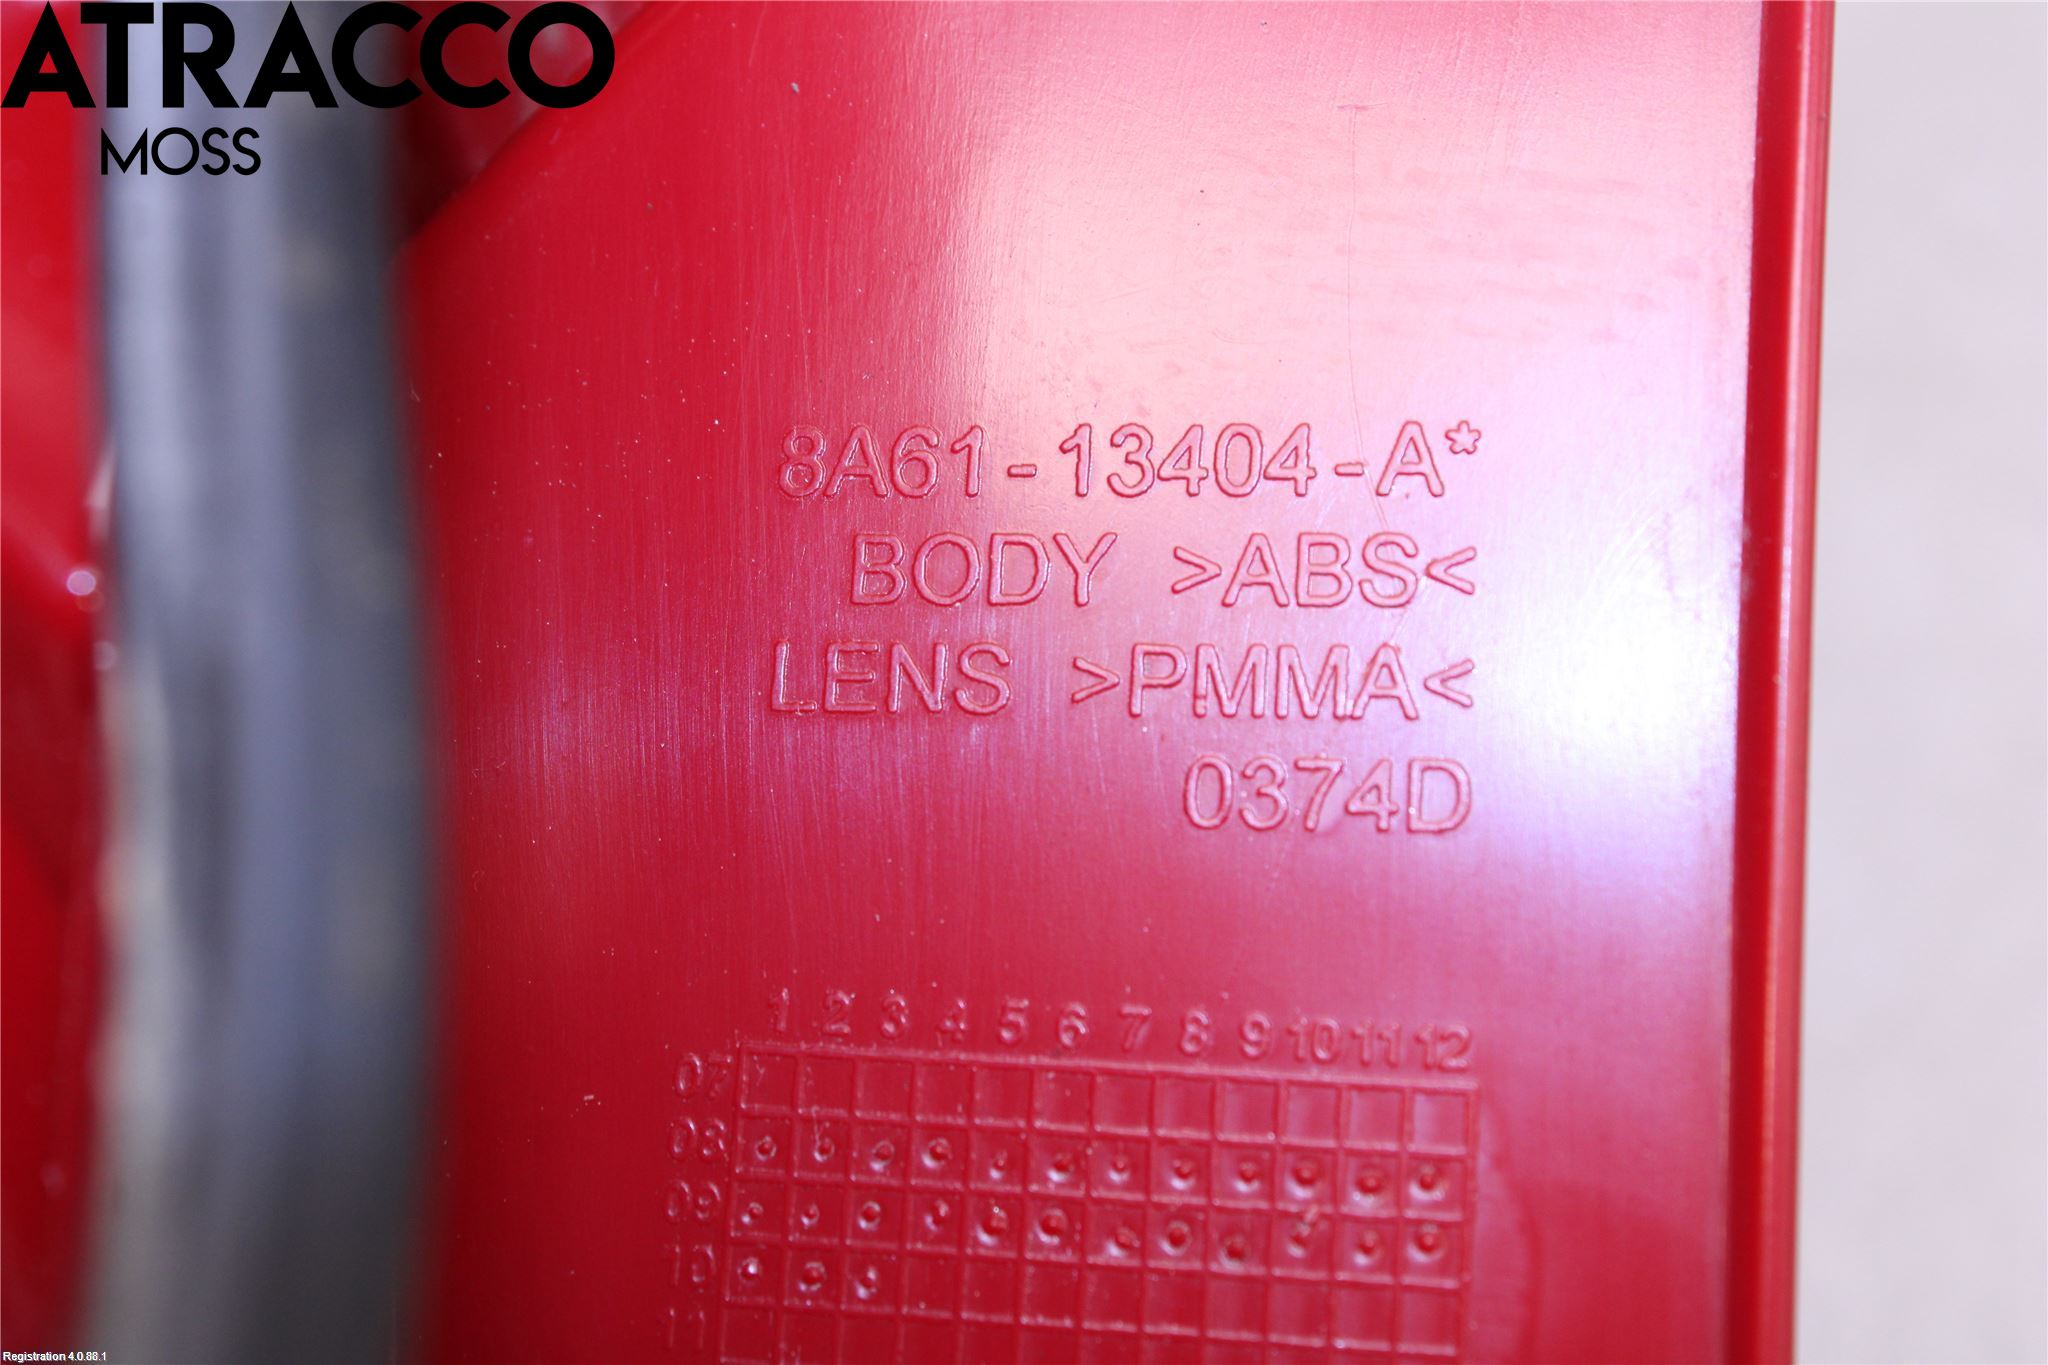 ATRACCO
MOSS
8A61-13404-A*
BODY >ABS<
LENS >PMMA<
0374D
1 2 3 4 5 6 7 8 9 10 11 12
07
08
09
10
11
Registration 4.0.88.1